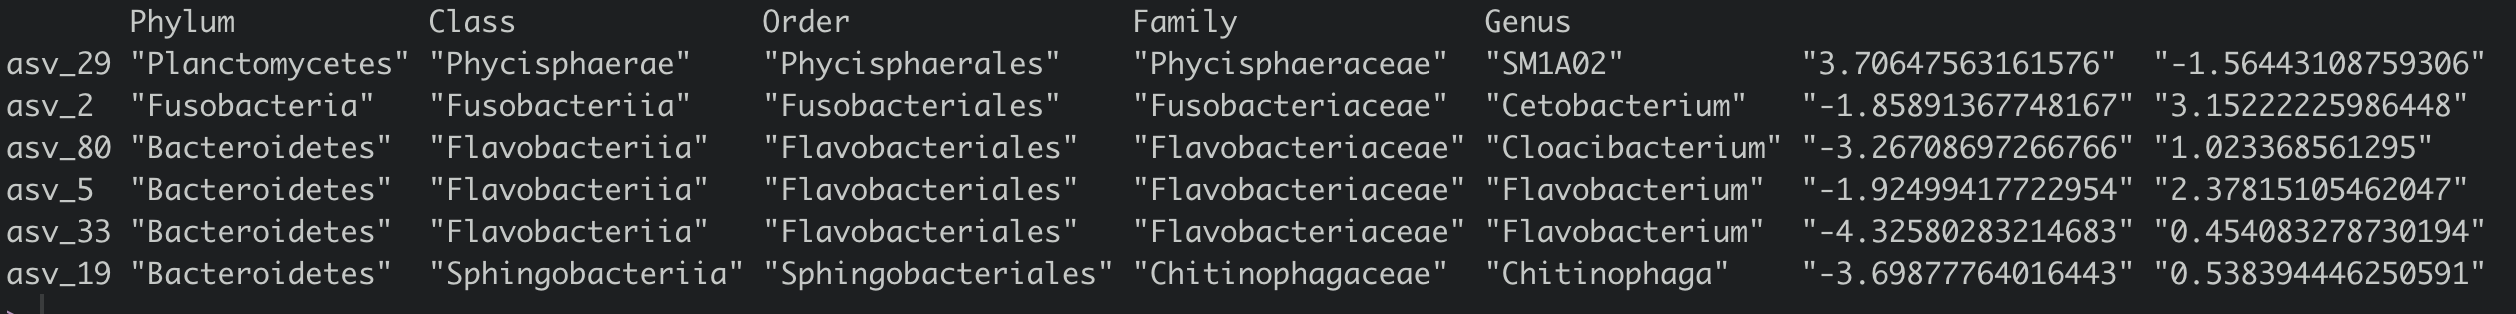 Phylum Class Order Family Genus
asv_29 "Planctomycetes" "Phycisphaerae" "Phycisphaerales" "Phycisphaeraceae" "SM1A02" "3.70647563161576" "-1.56443108759306"
asv_2 "Fusobacteria" "Fusobacteriia" "Fusobacteriales" "Fusobacteriaceae" "Cetobacterium" "-1.85891367748167" "3.15222225986448"
asv_80 "Bacteroidetes" "Flavobacteriia" "Flavobacteriales" "Flavobacteriaceae" "Cloacibacterium" "-3.26708697266766" "1.023368561295"
asv_5 "Bacteroidetes" "Flavobacteriia" "Flavobacteriales" "Flavobacteriaceae" "Flavobacterium" "-1.92499417722954" "2.37815105462047"
asv_33 "Bacteroidetes" "Flavobacteriia" "Flavobacteriales" "Flavobacteriaceae" "Flavobacterium" "-4.32580283214683" "0.454083278730194"
asv_19 "Bacteroidetes" "Sphingobacteriia" "Sphingobacteriales" "Chitinophagaceae" "Chitinophaga" "-3.69877764016443" "0.538394446250591"